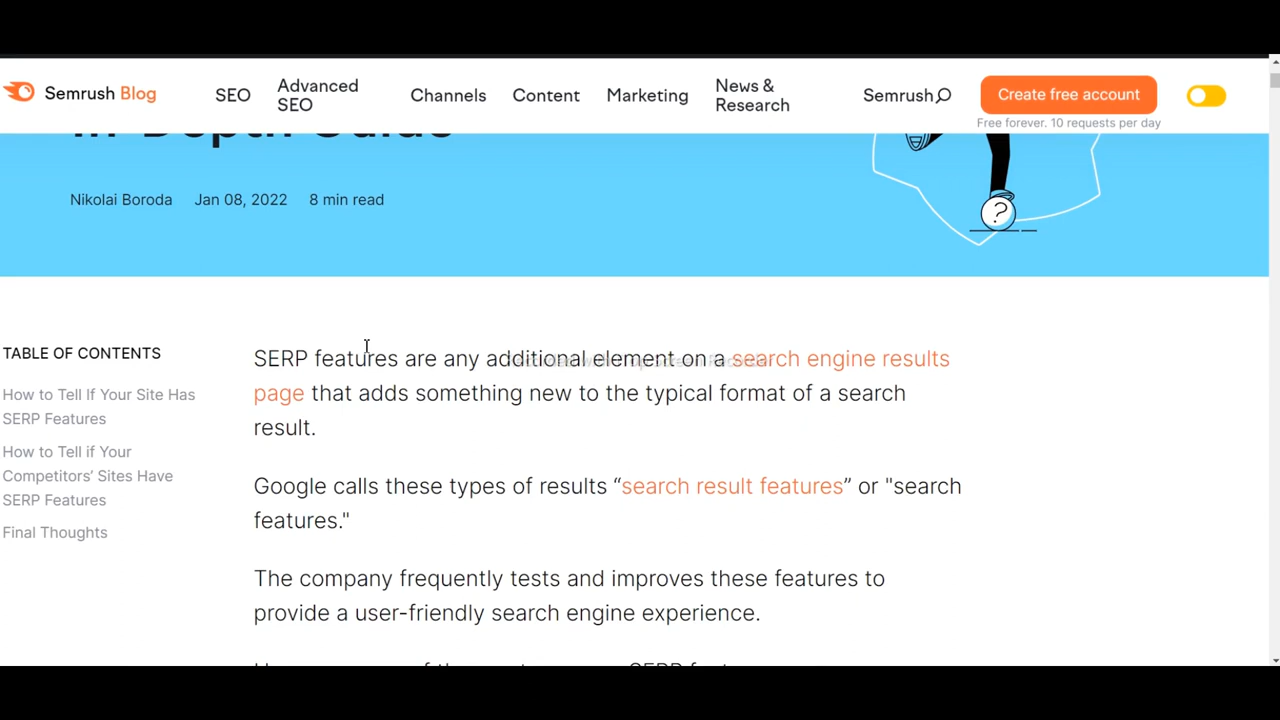 Semrush Blog
SEO
Advanced
SEO
Channels
Content
Marketing
News &
Research
Semrush
Create free account
Free forever. 10 requests per day
In-Depth Guide
Nikolai Boroda Jan 08, 2022 8 min read
?
TABLE OF CONTENTS
How to Tell If Your Site Has
SERP Features
How to Tell if Your
Competitors’ Sites Have
SERP Features
Final Thoughts
SERP features are any additional element on a search engine results
page that adds something new to the typical format of a search
result.
Google calls these types of results “search result features” or "search
features."
The company frequently tests and improves these features to
provide a user-friendly search engine experience.